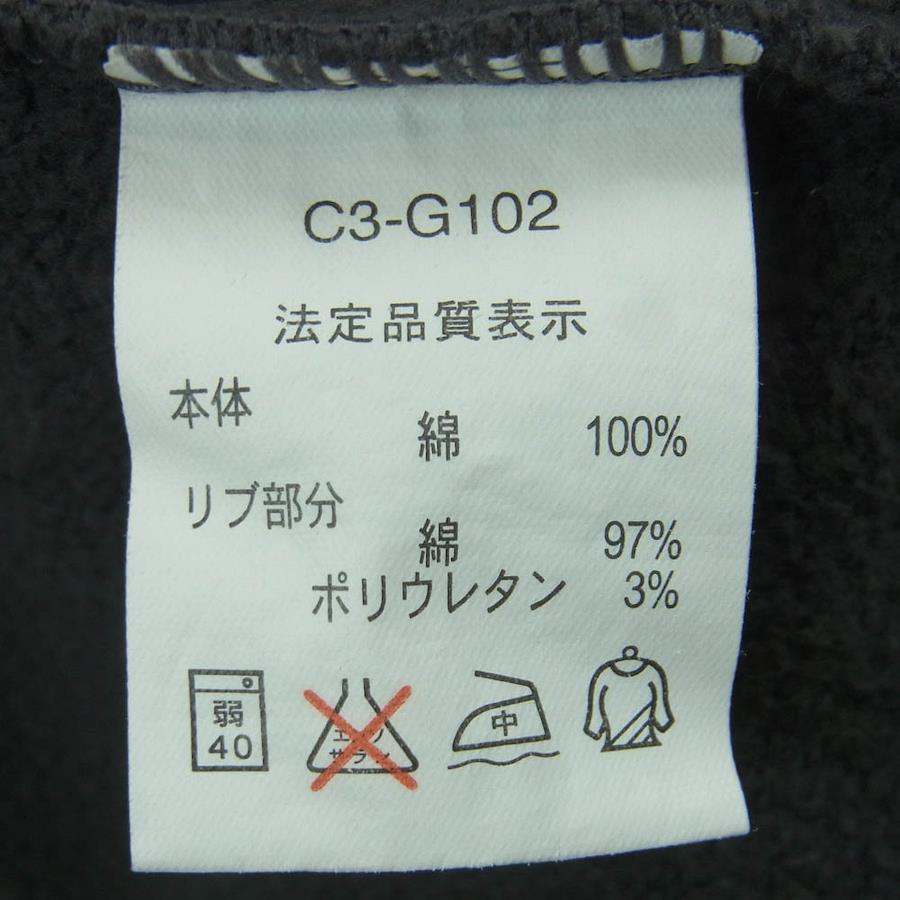 C3-G102
法定品質表示
本体
綿 100%
リブ部分
綿 97%
ポリウレタン 3%
弱 中
40